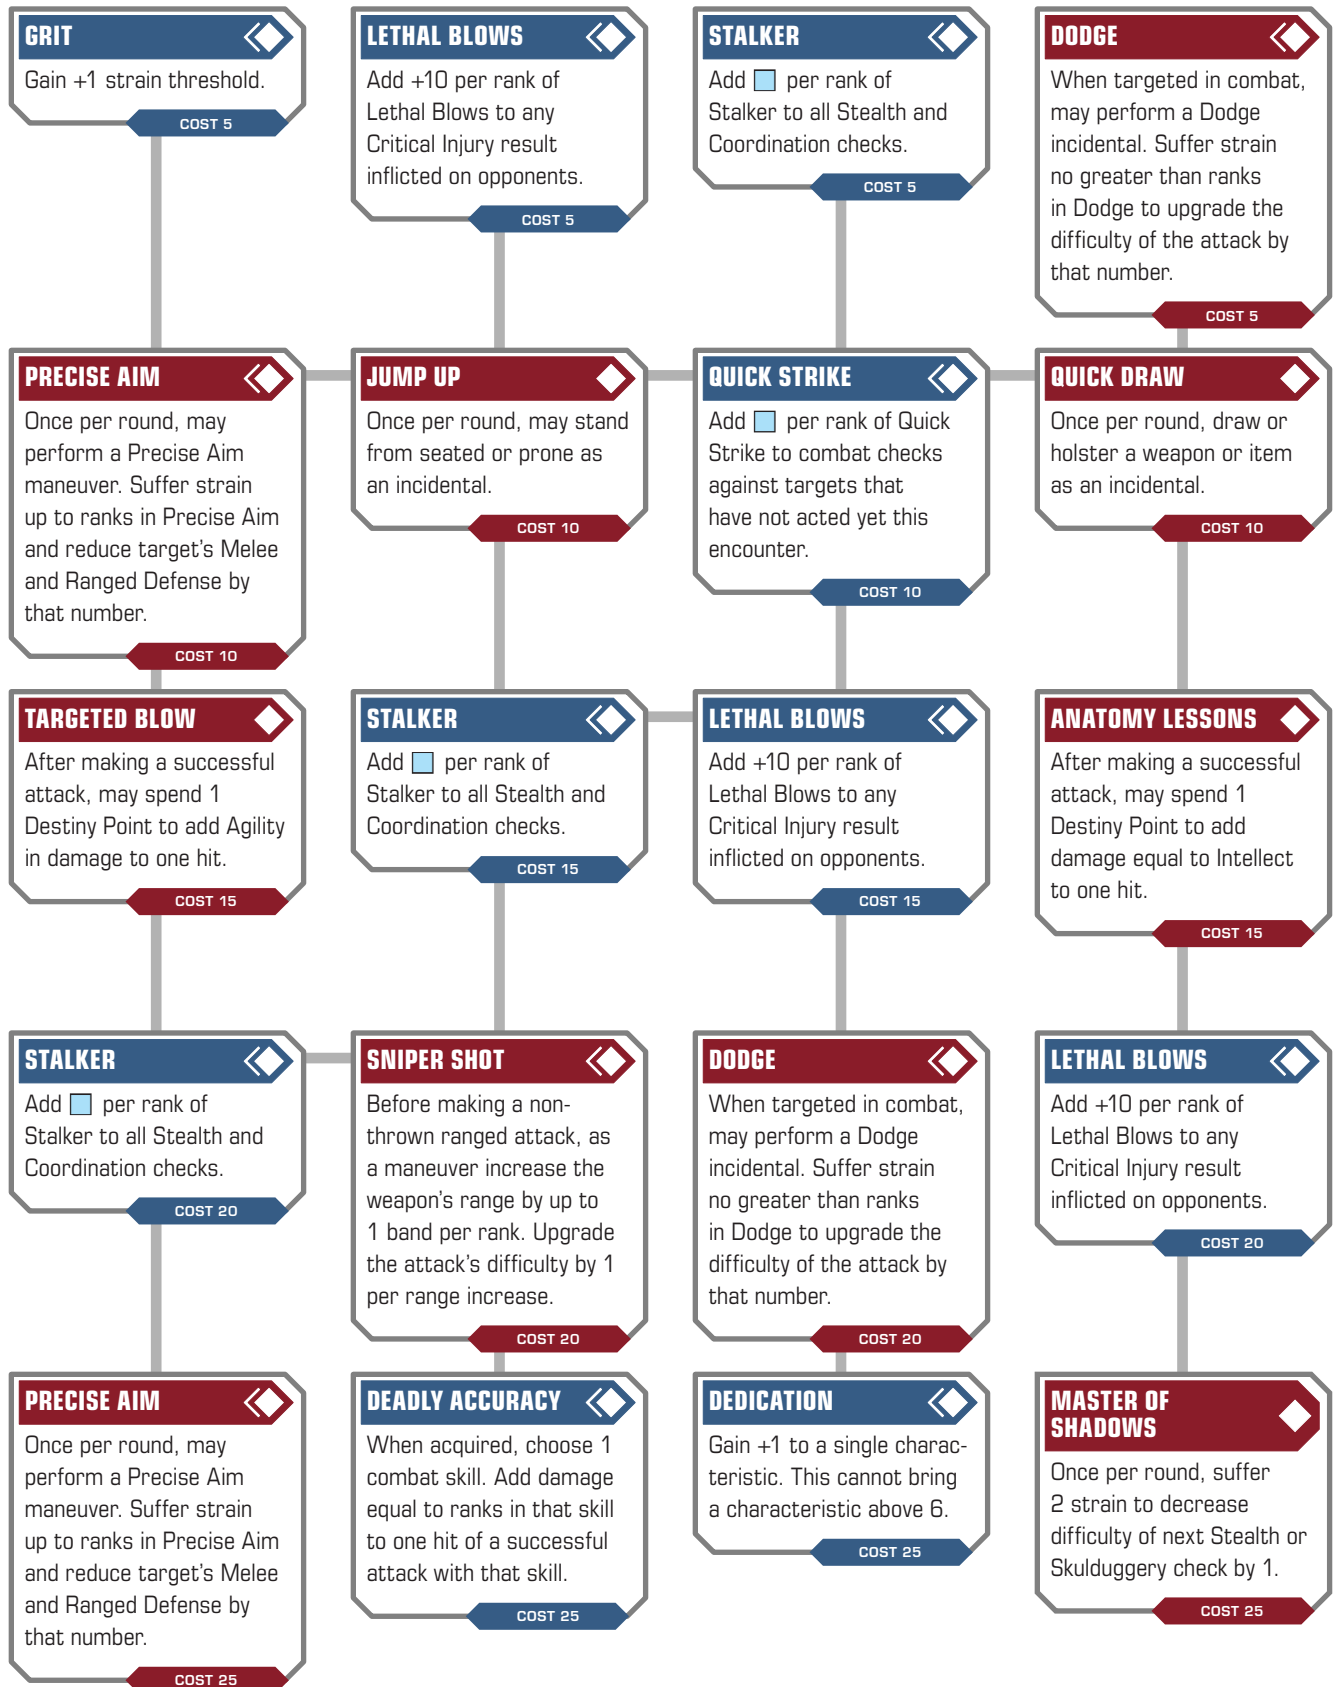 GRIT
Gain +1 strain threshold.
COST 5
LETHAL BLOWS
Add +10 per rank of
Lethal Blows to any
Critical Injury result
inflicted on opponents.
COST 5
STALKER
Add per rank of
Stalker to all Stealth and
Coordination checks.
COST 5
DODGE
When targeted in combat,
may perform a Dodge
incidental. Suffer strain
no greater than ranks
in Dodge to upgrade the
difficulty of the attack by
that number.
COST 5
PRECISE AIM
Once per round, may
perform a Precise Aim
maneuver. Suffer strain
up to ranks in Precise Aim
and reduce target's Melee
and Ranged Defense by
that number.
COST 10
JUMP UP
Once per round, may stand
from seated or prone as
an incidental.
COST 10
QUICK STRIKE
Add per rank of Quick
Strike to combat checks
against targets that
have not acted yet this
encounter.
COST 10
QUICK DRAW
Once per round, draw or
holster a weapon or item
as an incidental.
COST 10
TARGETED BLOW
After making a successful
attack, may spend 1
Destiny Point to add Agility
in damage to one hit.
COST 15
STALKER
Add per rank of
Stalker to all Stealth and
Coordination checks.
COST 15
LETHAL BLOWS
Add +10 per rank of
Lethal Blows to any
Critical Injury result
inflicted on opponents.
COST 15
ANATOMY LESSONS
After making a successful
attack, may spend 1
Destiny Point to add
damage equal to Intellect
to one hit.
COST 15
STALKER
Add per rank of
Stalker to all Stealth and
Coordination checks.
COST 20
SNIPER SHOT
Before making a non-
thrown ranged attack, as
a maneuver increase the
weapon's range by up to
1 band per rank. Upgrade
the attack's difficulty by 1
per range increase.
COST 20
DODGE
When targeted in combat,
may perform a Dodge
incidental. Suffer strain
no greater than ranks
in Dodge to upgrade the
difficulty of the attack by
that number.
COST 20
LETHAL BLOWS
Add +10 per rank of
Lethal Blows to any
Critical Injury result
inflicted on opponents.
COST 20
PRECISE AIM
Once per round, may
perform a Precise Aim
maneuver. Suffer strain
up to ranks in Precise Aim
and reduce target's Melee
and Ranged Defense by
that number.
COST 25
DEADLY ACCURACY
When acquired, choose 1
combat skill. Add damage
equal to ranks in that skill
to one hit of a successful
attack with that skill.
COST 25
DEDICATION
Gain +1 to a single charac-
teristic. This cannot bring
a characteristic above 6.
COST 25
MASTER OF
SHADOWS
Once per round, suffer
2 strain to decrease
difficulty of next Stealth or
Skulduggery check by 1.
COST 25